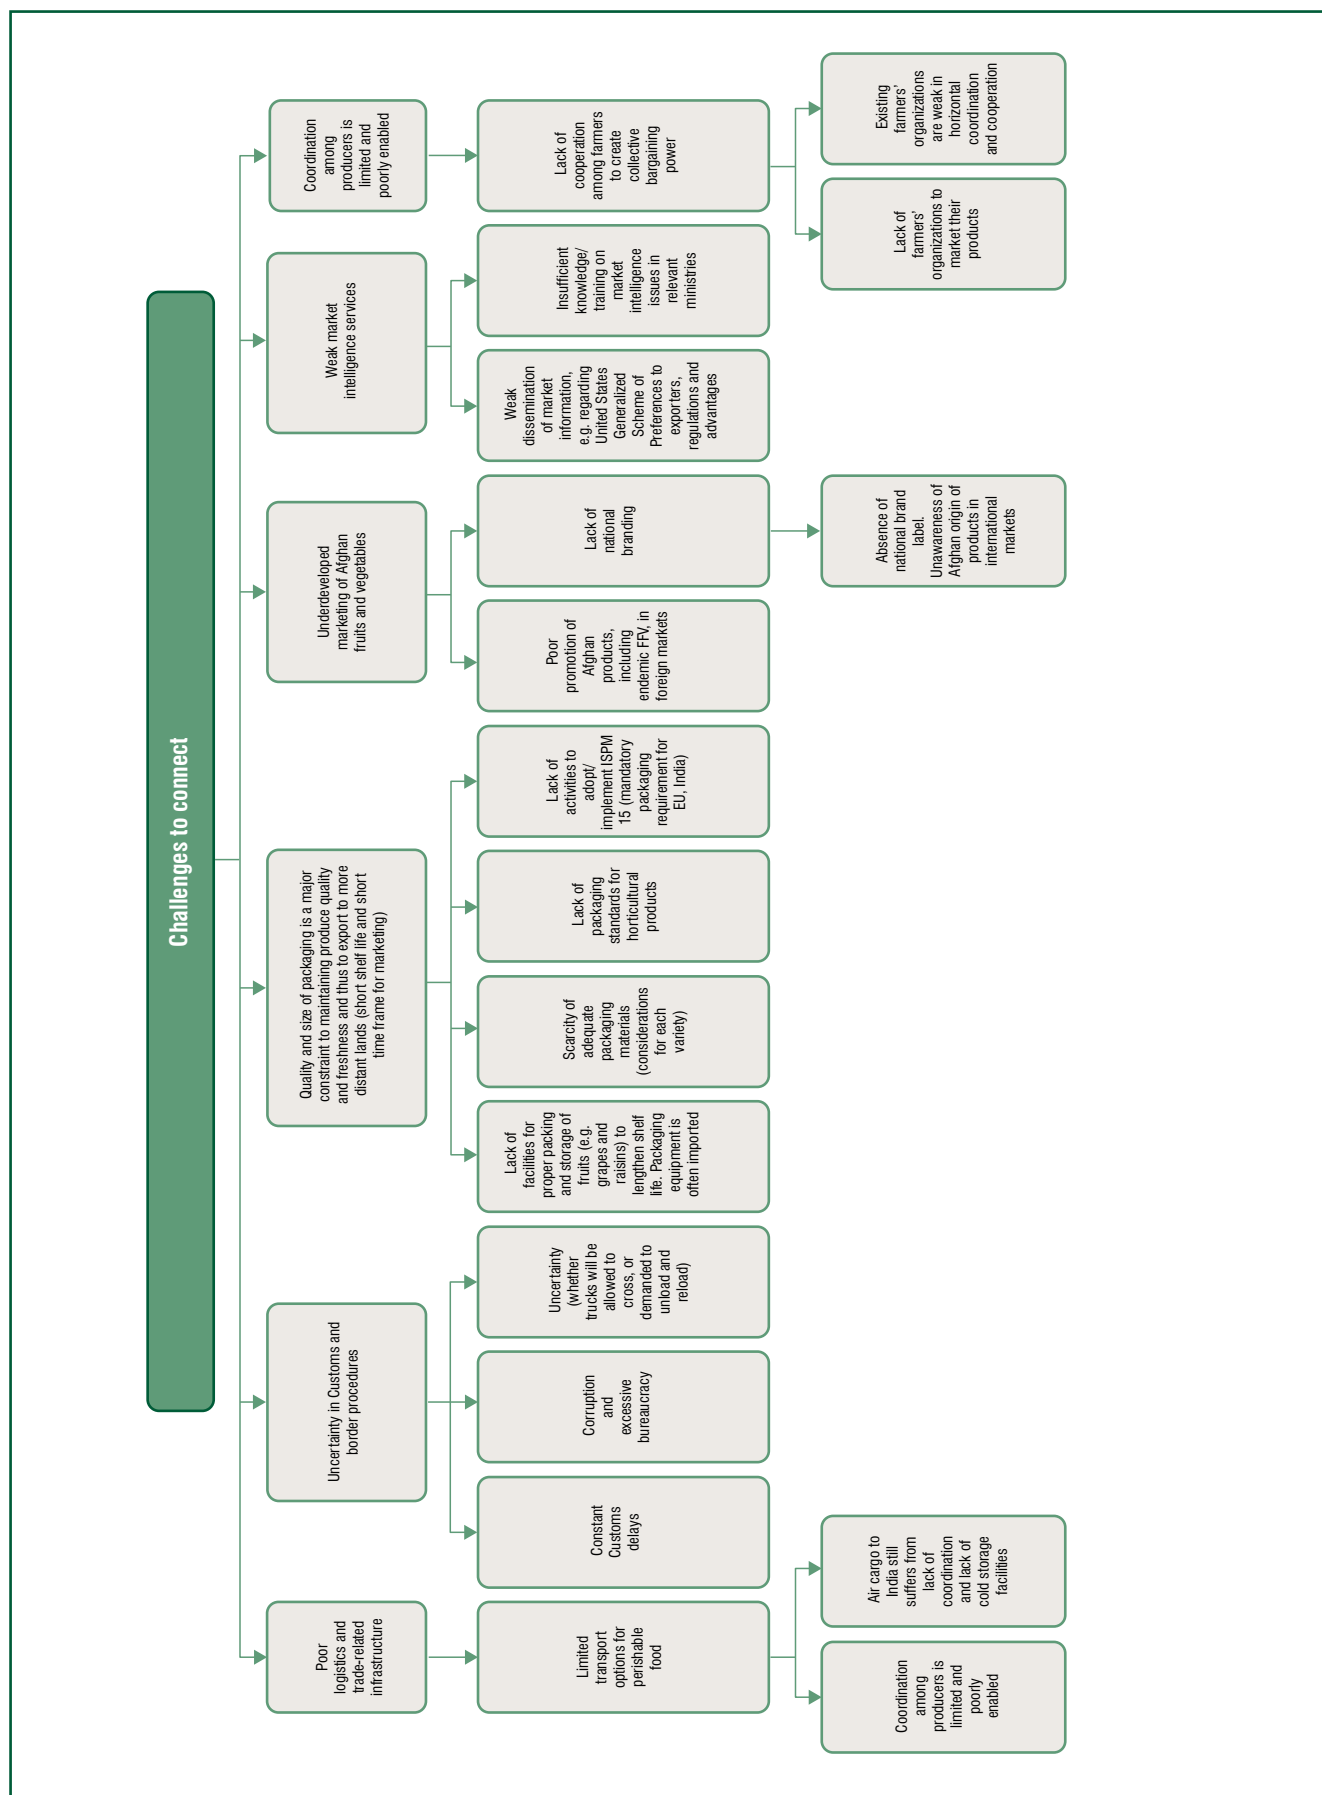 Challenges to connect
Poor
logistics and
trade-related
infrastructure
Uncertainty in Customs and
border procedures
Quality and size of packaging is a major
constraint to maintaining produce quality
and freshness and thus to export to more
distant lands (short shelf life and short
time frame for marketing)
Underdeveloped
marketing of Afghan
fruits and vegetables
Weak market
intelligence services
Coordination
among
producers is
limited and
poorly enabled
Limited
transport
options for
perishable
food
Constant
Customs
delays
Corruption
and
excessive
bureaucracy
Uncertainty
(whether
trucks will be
allowed to
cross, or
demanded to
unload and
reload)
Lack of
facilities for
proper packing
and storage of
fruits (e.g.
grapes and
raisins) to
lengthen shelf
life. Packaging
equipment is
often imported
Scarcity of
adequate
packaging
materials
(considerations
for each
variety)
Lack of
packaging
standards for
horticultural
products
Lack of
activities to
adopt/
implement ISPM
15 (mandatory
packaging
requirement for
EU, India)
Poor
promotion of
Afghan
products,
including
endemic FFV, in
foreign markets
Lack of
national
branding
Weak
dissemination
of market
information,
e.g. regarding
United States
Generalized
Scheme of
Preferences to
exporters,
regulations and
advantages
Insufficient
knowledge/
training on
market
intelligence
issues in
relevant
ministries
Lack of
cooperation
among farmers
to create
collective
bargaining
power
Coordination
among
producers is
limited and
poorly
enabled
Air cargo to
India still
suffers from
lack of
coordination
and lack of
cold storage
facilities
Absence of
national brand
label.
Unawareness of
Afghan origin of
products in
international
markets
Lack of
farmers’
organizations to
market their
products
Existing
farmers’
organizations
are weak in
horizontal
coordination
and cooperation